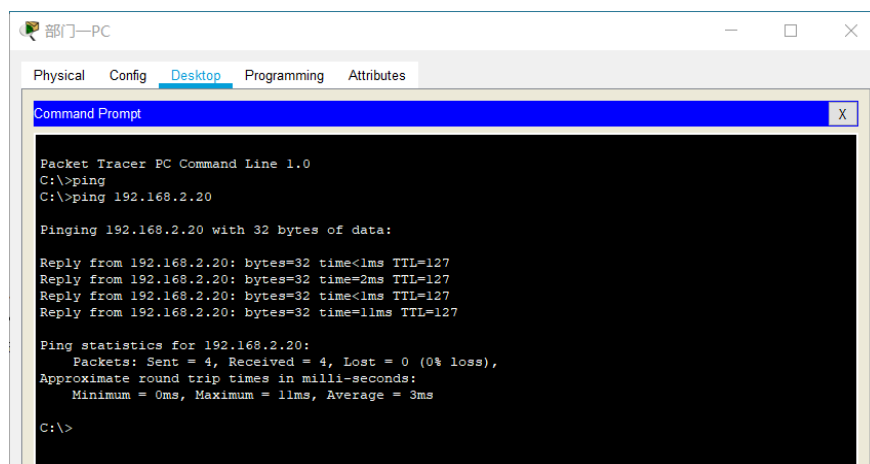 部门一PC
Physical Config Desktop Programming Attributes
Command Prompt
X
Packet Tracer PC Command Line 1.0
C:\>ping
C:\>ping 192.168.2.20
Pinging 192.168.2.20 with 32 bytes of data:
Reply from 192.168.2.20: bytes=32 time<1ms TTL=127
Reply from 192.168.2.20: bytes=32 time=2ms TTL=127
Reply from 192.168.2.20: bytes=32 time<1ms TTL=127
Reply from 192.168.2.20: bytes=32 time=11ms TTL=127
Ping statistics for 192.168.2.20:
Packets: Sent = 4, Received = 4, Lost = 0 (0% loss),
Approximate round trip times in milli-seconds:
Minimum = 0ms, Maximum = 11ms, Average = 3ms
C:\>